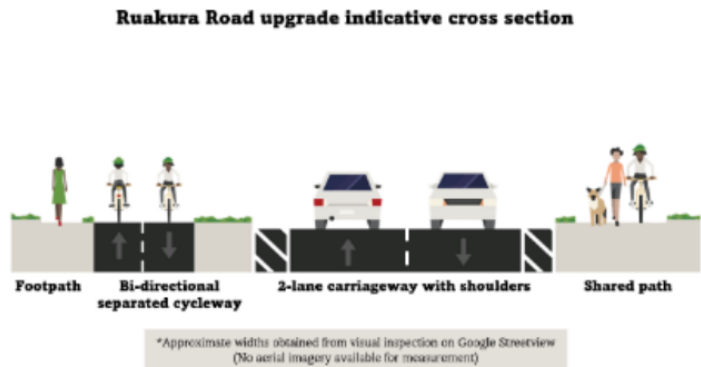 Ruakura Road upgrade indicative cross section
Footpath
Bi-directional
separated cycleway
2-lane carriageway with shoulders
Shared path
*Approximate widths obtained from visual inspection on Google Streetview
(No aerial imagery available for measurement)